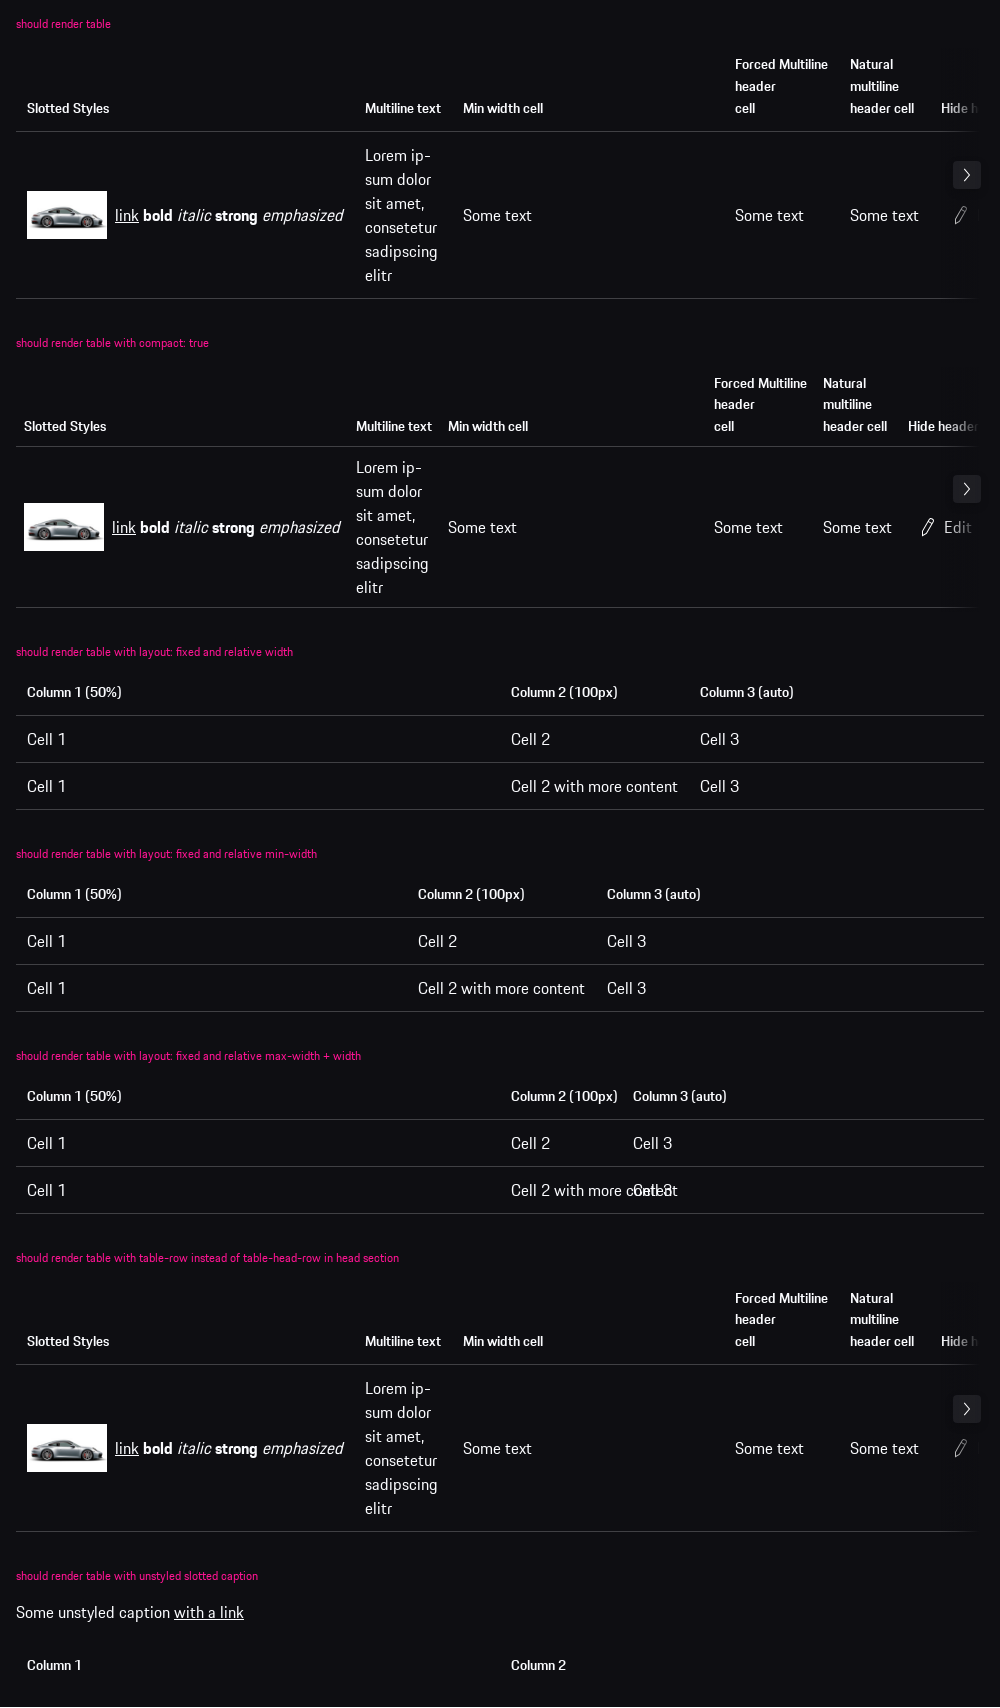 should render table
Slotted Styles
Multiline text
Min width cell
Forced Multiline
header
cell
Natural
multiline
header cell
Hide h
link bold italic strong emphasized
Lorem ip-
sum dolor
sit amet,
consetetur
sadipscing
elitr
Some text
Some text
Some text
should render table with compact: true
Slotted Styles
Multiline text
Min width cell
Forced Multiline
header
cell
Natural
multiline
header cell
Hide header
link bold italic strong emphasized
Lorem ip-
sum dolor
sit amet,
consetetur
sadipscing
elitr
Some text
Some text
Some text
Edit
should render table with layout: fixed and relative width
Column 1 (50%) Column 2 (100px) Column 3 (auto)
Cell 1 Cell 2 Cell 3
Cell 1 Cell 2 with more content Cell 3
should render table with layout: fixed and relative min-width
Column 1 (50%) Column 2 (100px) Column 3 (auto)
Cell 1 Cell 2 Cell 3
Cell 1 Cell 2 with more content Cell 3
should render table with layout: fixed and relative max-width + width
Column 1 (50%) Column 2 (100px) Column 3 (auto)
Cell 1 Cell 2 Cell 3
Cell 1 Cell 2 with more content Cell 3
should render table with table-row instead of table-head-row in head section
Slotted Styles
Multiline text
Min width cell
Forced Multiline
header
cell
Natural
multiline
header cell
Hide h
link bold italic strong emphasized
Lorem ip-
sum dolor
sit amet,
consetetur
sadipscing
elitr
Some text
Some text
Some text
should render table with unstyled slotted caption
Some unstyled caption with a link
Column 1 Column 2